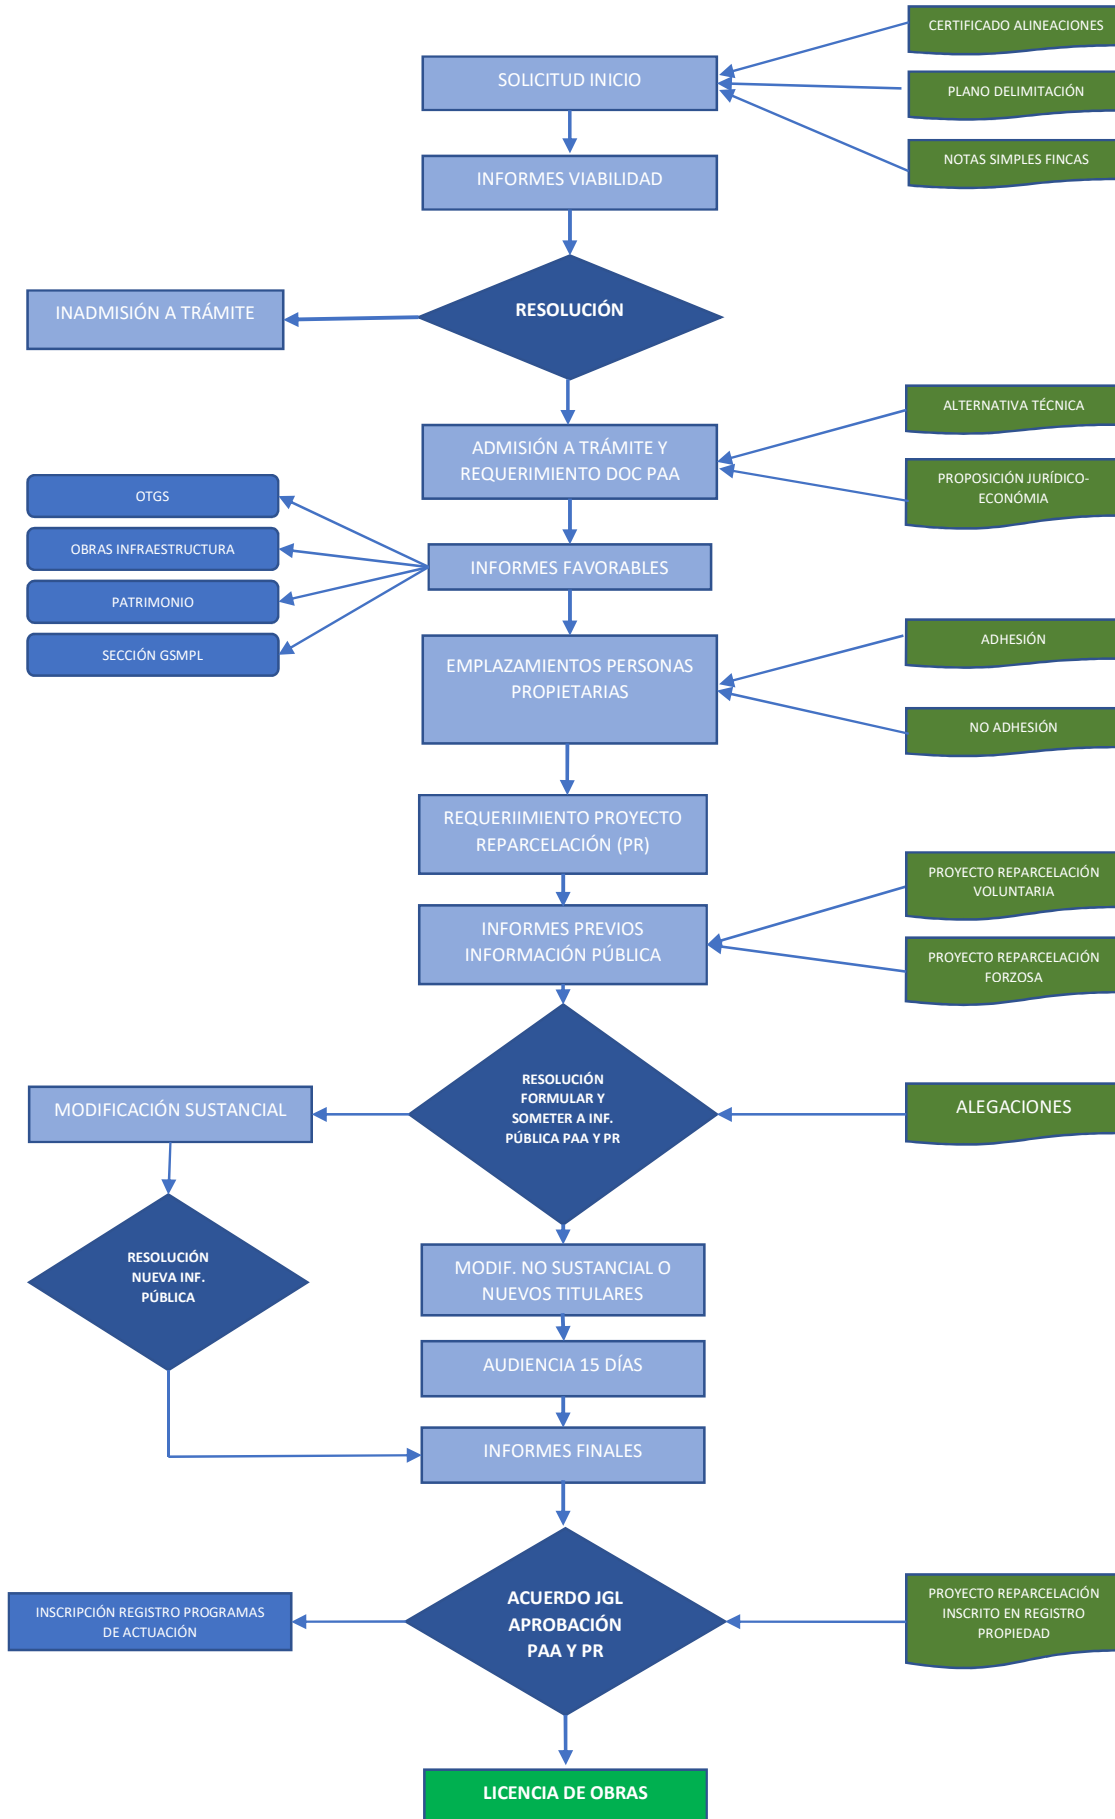 CERTIFICADO ALINEACIONES
SOLICITUD INICIO
PLANO DELIMITACIÓN
NOTAS SIMPLES FINCAS
INFORMES VIABILIDAD
RESOLUCIÓN
INADMISIÓN A TRÁMITE
ALTERNATIVA TÉCNICA
ADMISIÓN A TRÁMITE Y
REQUERIMIENTO DOC PAA
PROPOSICIÓN JURÍDICO-
ECONÓMIA
OTGS
OBRAS INFRAESTRUCTURA
PATRIMONIO
SECCIÓN GSMPL
INFORMES FAVORABLES
EMPLAZAMIENTOS PERSONAS
PROPIETARIAS
ADHESIÓN
NO ADHESIÓN
REQUERIIMIENTO PROYECTO
REPARCELACIÓN (PR)
PROYECTO REPARCELACIÓN
VOLUNTARIA
INFORMES PREVIOS
INFORMACIÓN PÚBLICA
PROYECTO REPARCELACIÓN
FORZOSA
RESOLUCIÓN
FORMULAR Y
SOMETER A INF.
PÚBLICA PAA Y PR
MODIFICACIÓN SUSTANCIAL
ALEGACIONES
RESOLUCIÓN
NUEVA INF.
PÚBLICA
MODIF. NO SUSTANCIAL O
NUEVOS TITULARES
AUDIENCIA 15 DÍAS
INFORMES FINALES
ACUERDO JGL
APROBACIÓN
PAA Y PR
INSCRIPCIÓN REGISTRO PROGRAMAS
DE ACTUACIÓN
PROYECTO REPARCELACIÓN
INSCRITO EN REGISTRO
PROPIEDAD
LICENCIA DE OBRAS